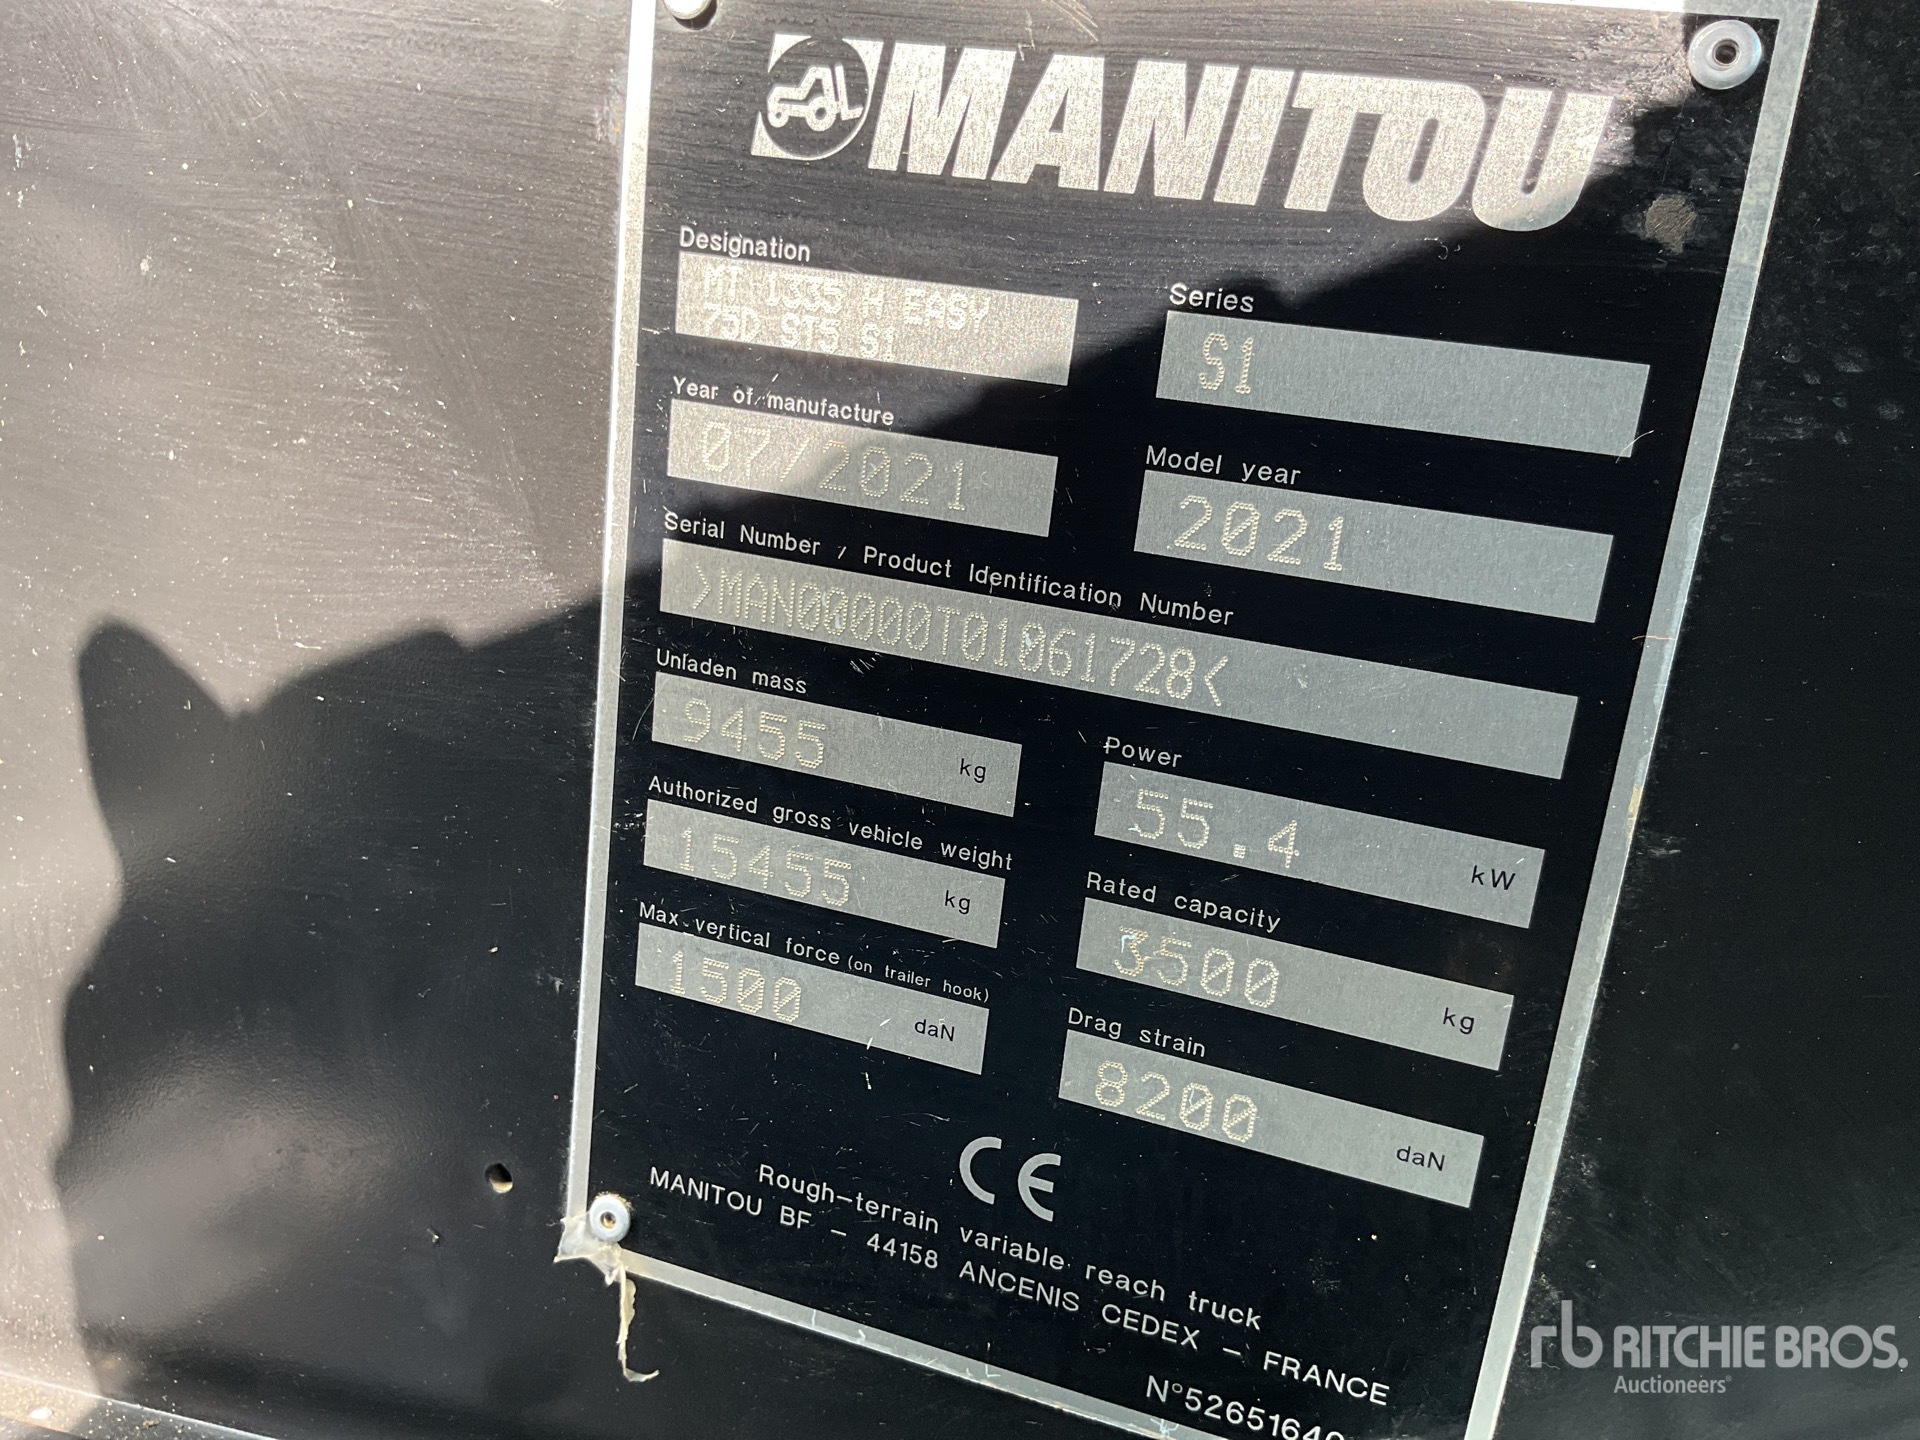 MANITOU
Designation
MT 1335 H EASY
75D ST5 S1
Series
S1
Year of manufacture
07/2021
Model year
2021
Serial Number / Product Identification Number
>MAN00000T01061728<
Unladen mass
9455 kg
Power
55.4 kW
Authorized gross vehicle weight
15455 kg
Rated capacity
3500 kg
Max vertical force (on trailer hook)
1500 daN
Drag strain
8200 daN
CE
Rough-terrain variable reach truck
MANITOU BF - 44158 ANCENIS CEDEX - FRANCE
rb RITCHIE BROS.
Auctioneers